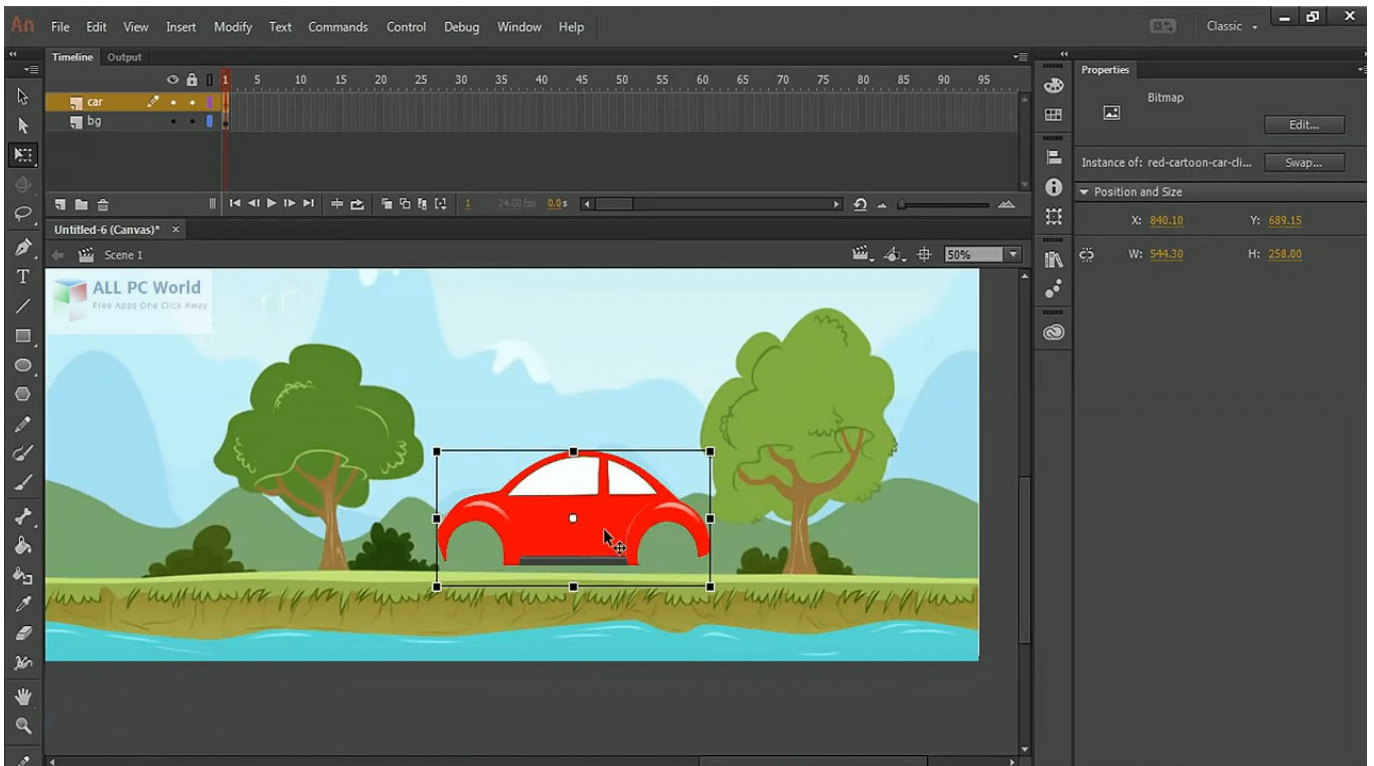 An File Edit View Insert Modify Text Commands Control Debug Window Help Classic
Timeline Output
1 5 10 15 20 25 30 35 40 45 50 55 60 65 70 75 80 85 90 95
car
bg
1 24.00 fps 0.0 s
Untitled-6 (Canvas)* ×
Scene 1 50%
ALL PC World
Free Apps One Click Away
Properties
Bitmap
Edit...
Instance of: red-cartoon-car-cli... Swap...
Position and Size
X: 840.10 Y: 689.15
W: 544.30 H: 258.00